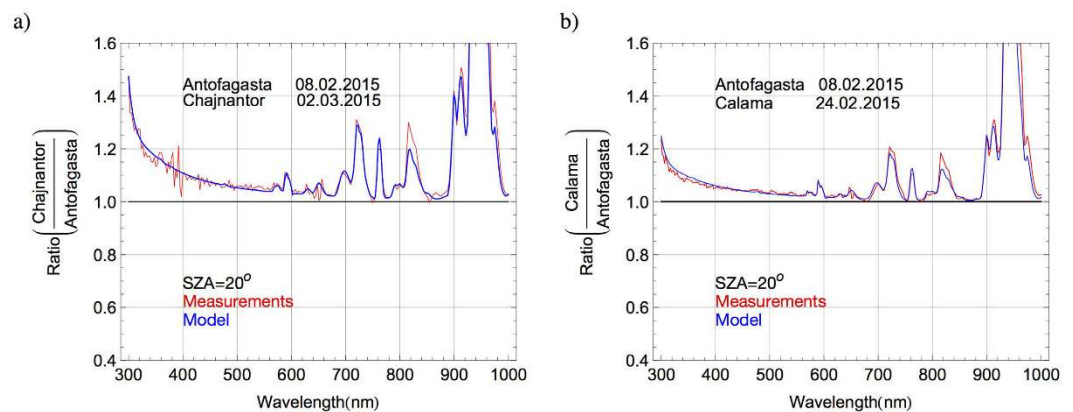 a)
Ratio(Chajnantor/Antofagasta)
1.6
1.4
1.2
1.0
0.8
0.6
0.4
Antofagasta 08.02.2015
Chajnantor 02.03.2015
SZA=20°
Measurements
Model
300 400 500 600 700 800 900 1000
Wavelength(nm)
b)
Ratio(Calama/Antofagasta)
1.6
1.4
1.2
1.0
0.8
0.6
0.4
Antofagasta 08.02.2015
Calama 24.02.2015
SZA=20°
Measurements
Model
300 400 500 600 700 800 900 1000
Wavelength(nm)